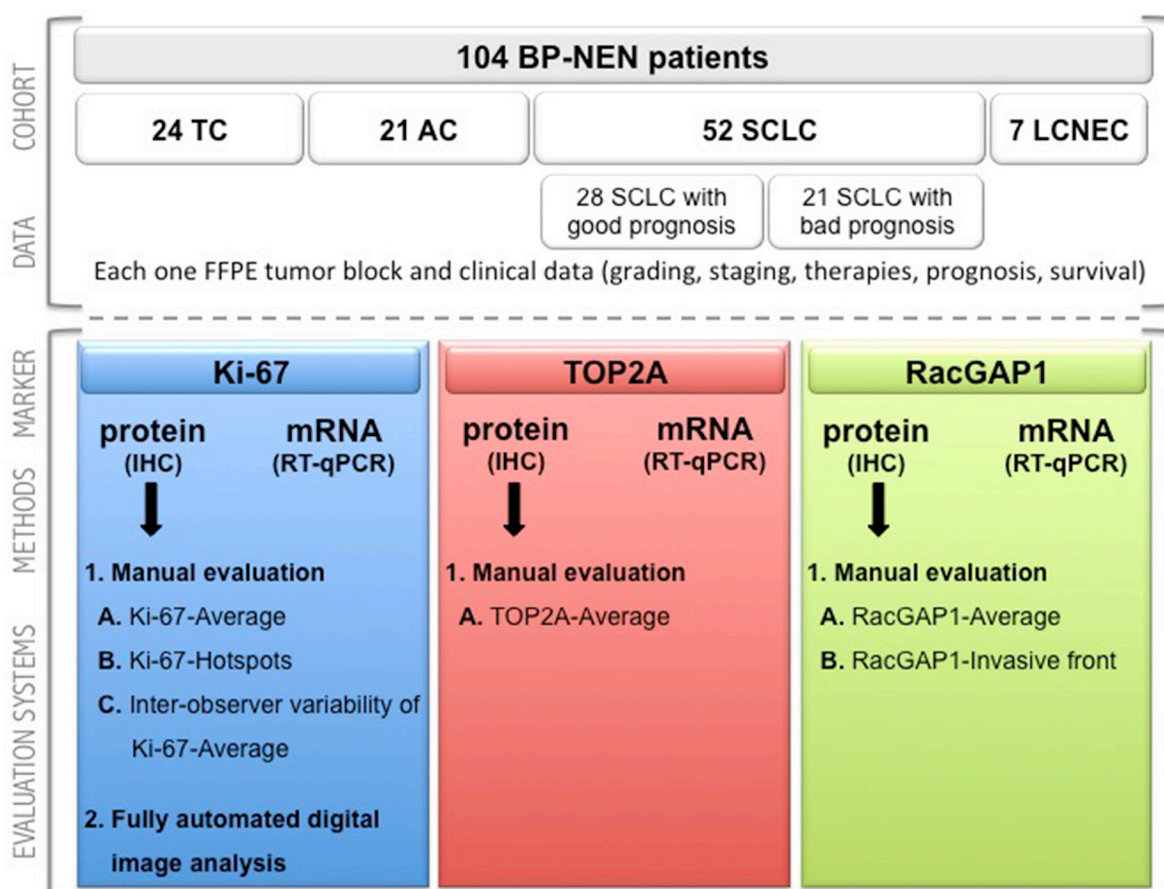 COHORT
104 BP-NEN patients
24 TC
21 AC
52 SCLC
7 LCNEC
DATA
28 SCLC with
good prognosis
21 SCLC with
bad prognosis
Each one FFPE tumor block and clinical data (grading, staging, therapies, prognosis, survival)
MARKER
METHODS
EVALUATION SYSTEMS
Ki-67
protein
(IHC)
mRNA
(RT-qPCR)
1. Manual evaluation
A. Ki-67-Average
B. Ki-67-Hotspots
C. Inter-observer variability of
Ki-67-Average
2. Fully automated digital
image analysis
TOP2A
protein
(IHC)
mRNA
(RT-qPCR)
1. Manual evaluation
A. TOP2A-Average
RacGAP1
protein
(IHC)
mRNA
(RT-qPCR)
1. Manual evaluation
A. RacGAP1-Average
B. RacGAP1-Invasive front